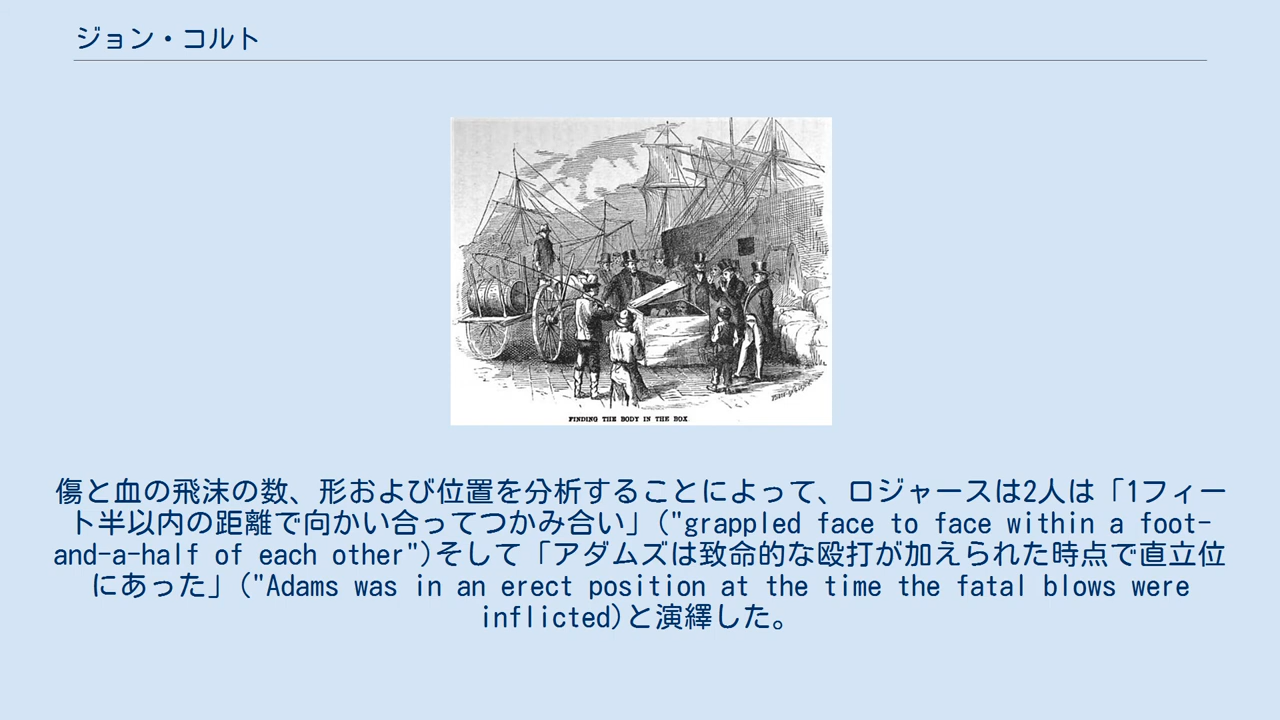 ジョン・コルト
FINDING THE BODY IN THE BOX
傷と血の飛沫の数、形および位置を分析することによって、ロジャースは2人は「1フィー
ト半以内の距離で向かい合ってつかみ合い」("grappled face to face within a foot-
and-a-half of each other")そして「アダムズは致命的な殴打が加えられた時点で直立位
にあった」("Adams was in an erect position at the time the fatal blows were
inflicted)と演繹した。